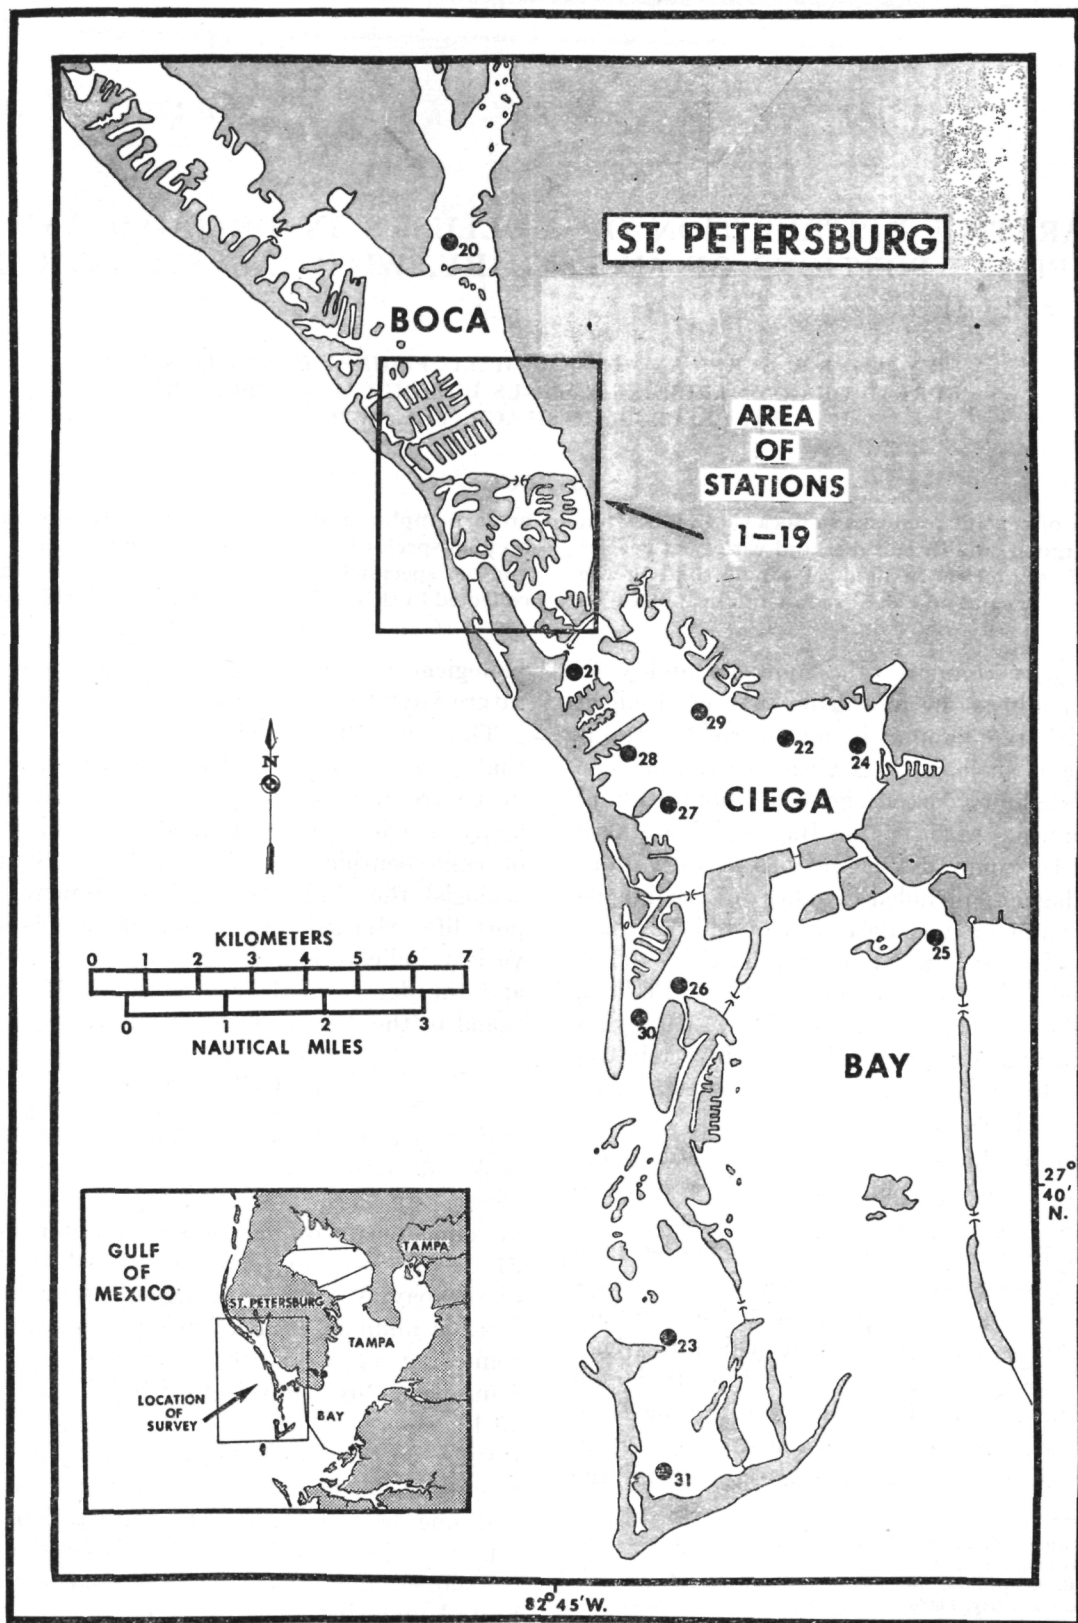 ST. PETERSBURG
20
BOCA
AREA
OF
STATIONS
1–19
21
29
22
24
28
N
CIEGA
27
KILOMETERS
0 1 2 3 4 5 6 7
0 1 2 3
NAUTICAL MILES
25
26
30
BAY
27°
40'
N.
GULF
OF
MEXICO
TAMPA
ST. PETERSBURG
TAMPA
BAY
LOCATION
OF
SURVEY
23
31
82°45'W.